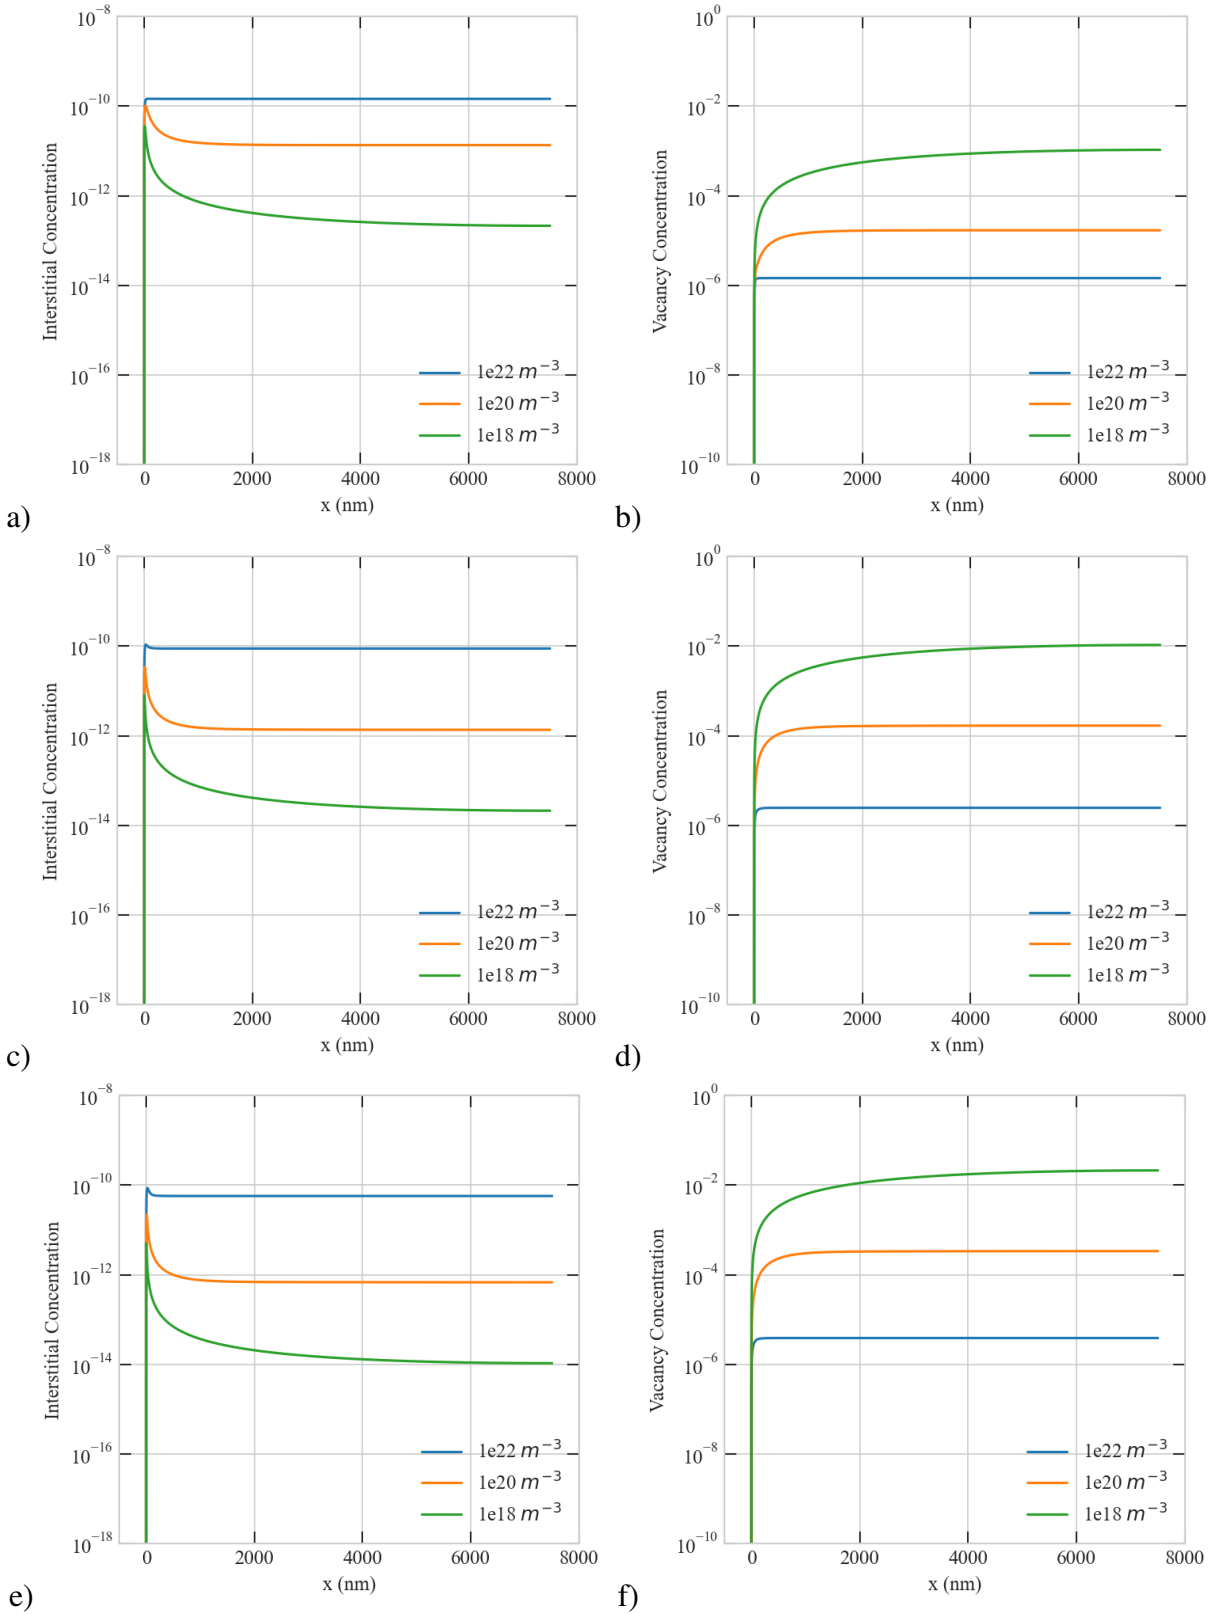 10⁻⁸
10⁻¹⁰
10⁻¹²
10⁻¹⁴
10⁻¹⁶
10⁻¹⁸
Interstitial Concentration
1e22 m⁻³
1e20 m⁻³
1e18 m⁻³
0 2000 4000 6000 8000
x (nm)
a)
10⁰
10⁻²
10⁻⁴
10⁻⁶
10⁻⁸
10⁻¹⁰
Vacancy Concentration
1e22 m⁻³
1e20 m⁻³
1e18 m⁻³
0 2000 4000 6000 8000
x (nm)
b)
10⁻⁸
10⁻¹⁰
10⁻¹²
10⁻¹⁴
10⁻¹⁶
10⁻¹⁸
Interstitial Concentration
1e22 m⁻³
1e20 m⁻³
1e18 m⁻³
0 2000 4000 6000 8000
x (nm)
c)
10⁰
10⁻²
10⁻⁴
10⁻⁶
10⁻⁸
10⁻¹⁰
Vacancy Concentration
1e22 m⁻³
1e20 m⁻³
1e18 m⁻³
0 2000 4000 6000 8000
x (nm)
d)
10⁻⁸
10⁻¹⁰
10⁻¹²
10⁻¹⁴
10⁻¹⁶
10⁻¹⁸
Interstitial Concentration
1e22 m⁻³
1e20 m⁻³
1e18 m⁻³
0 2000 4000 6000 8000
x (nm)
e)
10⁰
10⁻²
10⁻⁴
10⁻⁶
10⁻⁸
10⁻¹⁰
Vacancy Concentration
1e22 m⁻³
1e20 m⁻³
1e18 m⁻³
0 2000 4000 6000 8000
x (nm)
f)